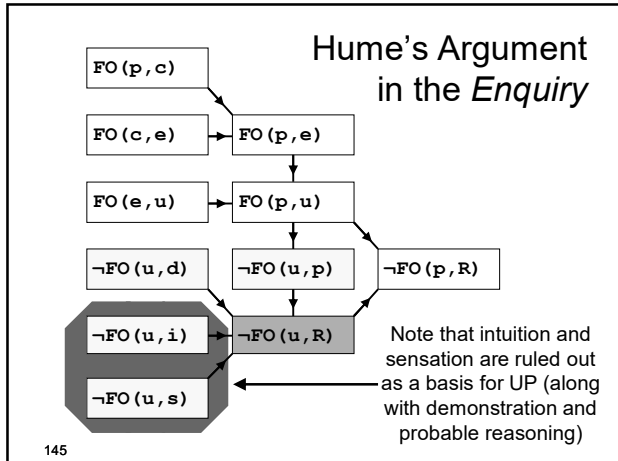 Hume's Argument
in the Enquiry
FO(p,c)
FO(c,e)
FO(p,e)
FO(e,u)
FO(p,u)
¬FO(u,d)
¬FO(u,p)
¬FO(p,R)
¬FO(u,i)
¬FO(u,R)
¬FO(u,s)
Note that intuition and
sensation are ruled out
as a basis for UP (along
with demonstration and
probable reasoning)
145